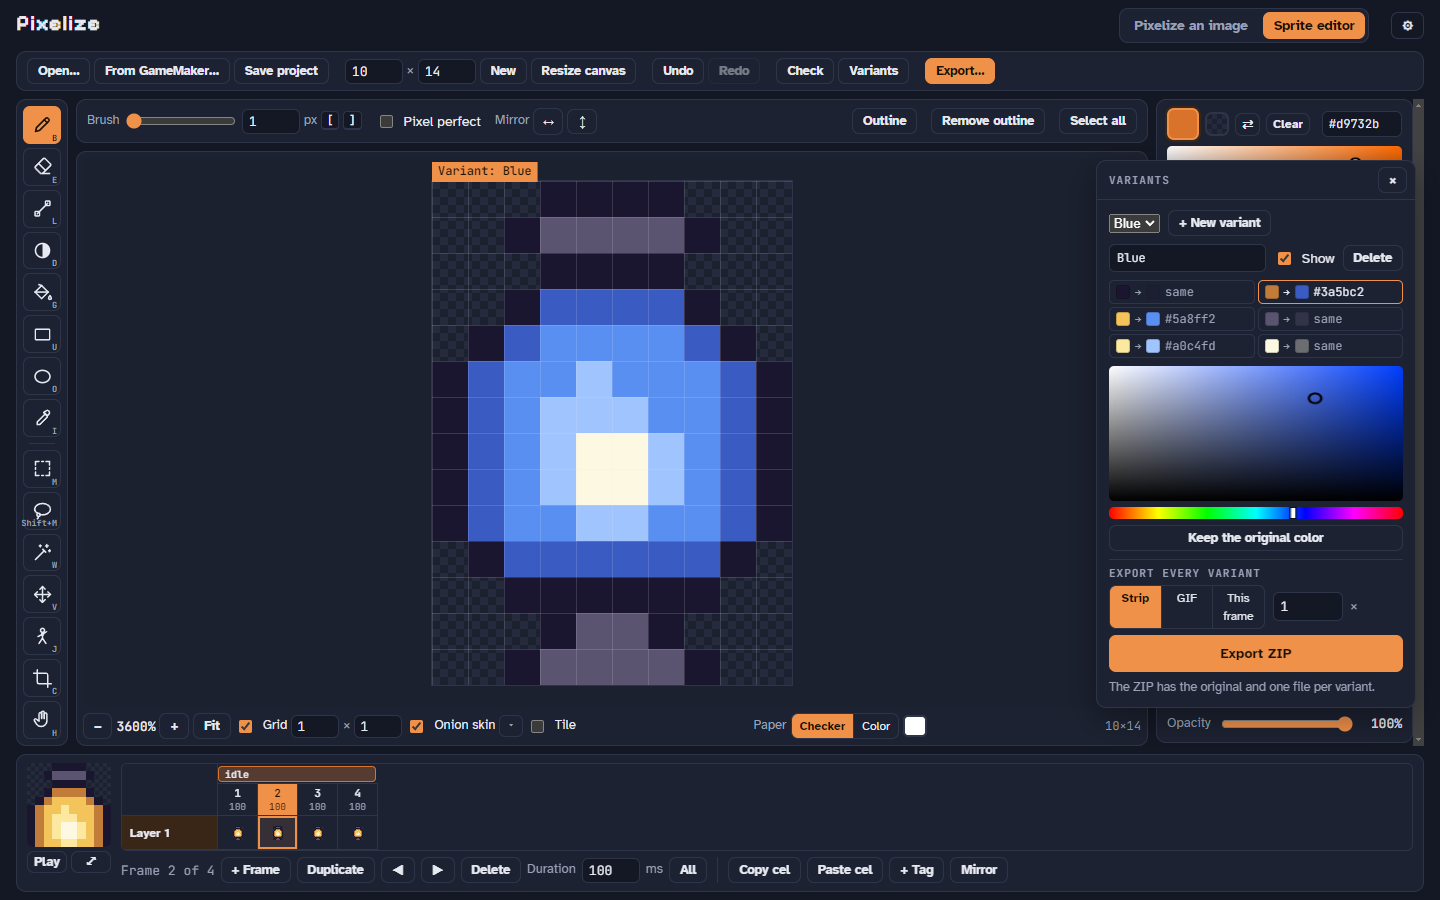 Pixelize
Pixelize an image
Sprite editor
Open...
From GameMaker...
Save project
10 × 14
New
Resize canvas
Undo
Redo
Check
Variants
Export...
Brush
1 px [ ]
Pixel perfect
Mirror
Outline
Remove outline
Select all
Clear
#d9732b
B
E
L
D
G
U
O
I
M
Shift+M
W
V
J
C
H
Variant: Blue
VARIANTS
Blue
+ New variant
Blue
Show
Delete
same
#3a5bc2
#5a8ff2
same
#a0c4fd
same
Keep the original color
EXPORT EVERY VARIANT
Strip
GIF
This
frame
1 ×
Export ZIP
The ZIP has the original and one file per variant.
Opacity
100%
− 3600% +
Fit
Grid
1 × 1
Onion skin
Tile
Paper
Checker
Color
10×14
idle
1 2 3 4
100 100 100 100
Layer 1
Play
Frame 2 of 4
+ Frame
Duplicate
Delete
Duration
100 ms
All
Copy cel
Paste cel
+ Tag
Mirror